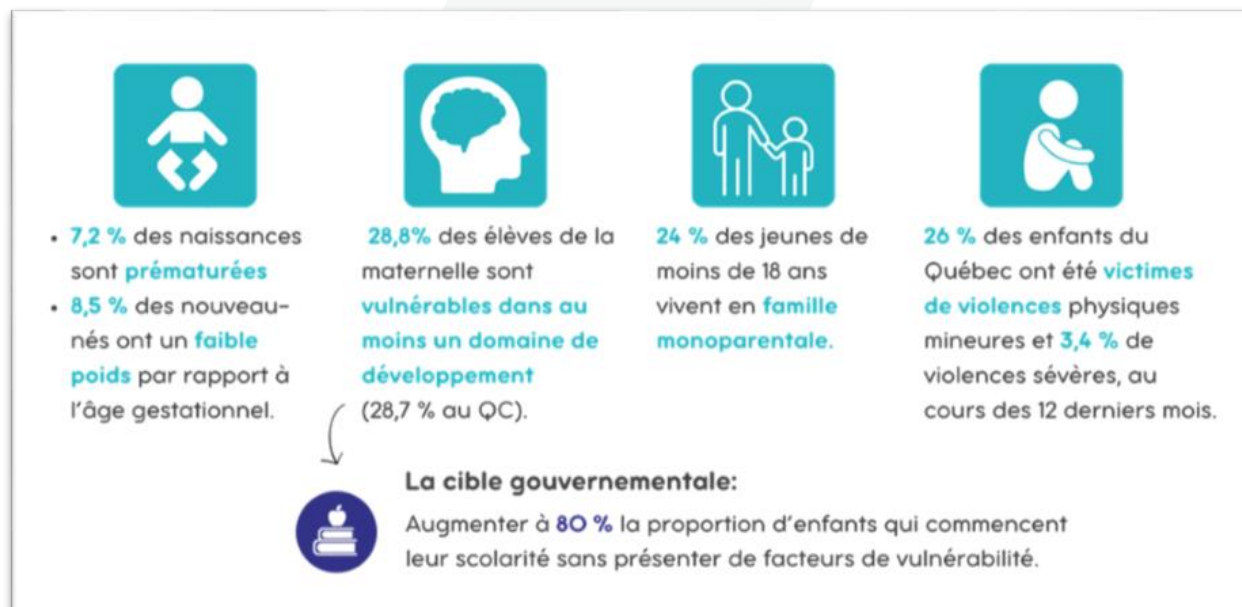 • 7,2 % des naissances
sont prématurées
• 8,5 % des nouveau-
nés ont un faible
poids par rapport à
l'âge gestationnel.
28,8% des élèves de la
maternelle sont
vulnérables dans au
moins un domaine de
développement
(28,7 % au QC).
24 % des jeunes de
moins de 18 ans
vivent en famille
monoparentale.
26 % des enfants du
Québec ont été victimes
de violences physiques
mineures et 3,4 % de
violences sévères, au
cours des 12 derniers mois.
La cible gouvernementale:
Augmenter à 80 % la proportion d'enfants qui commencent
leur scolarité sans présenter de facteurs de vulnérabilité.